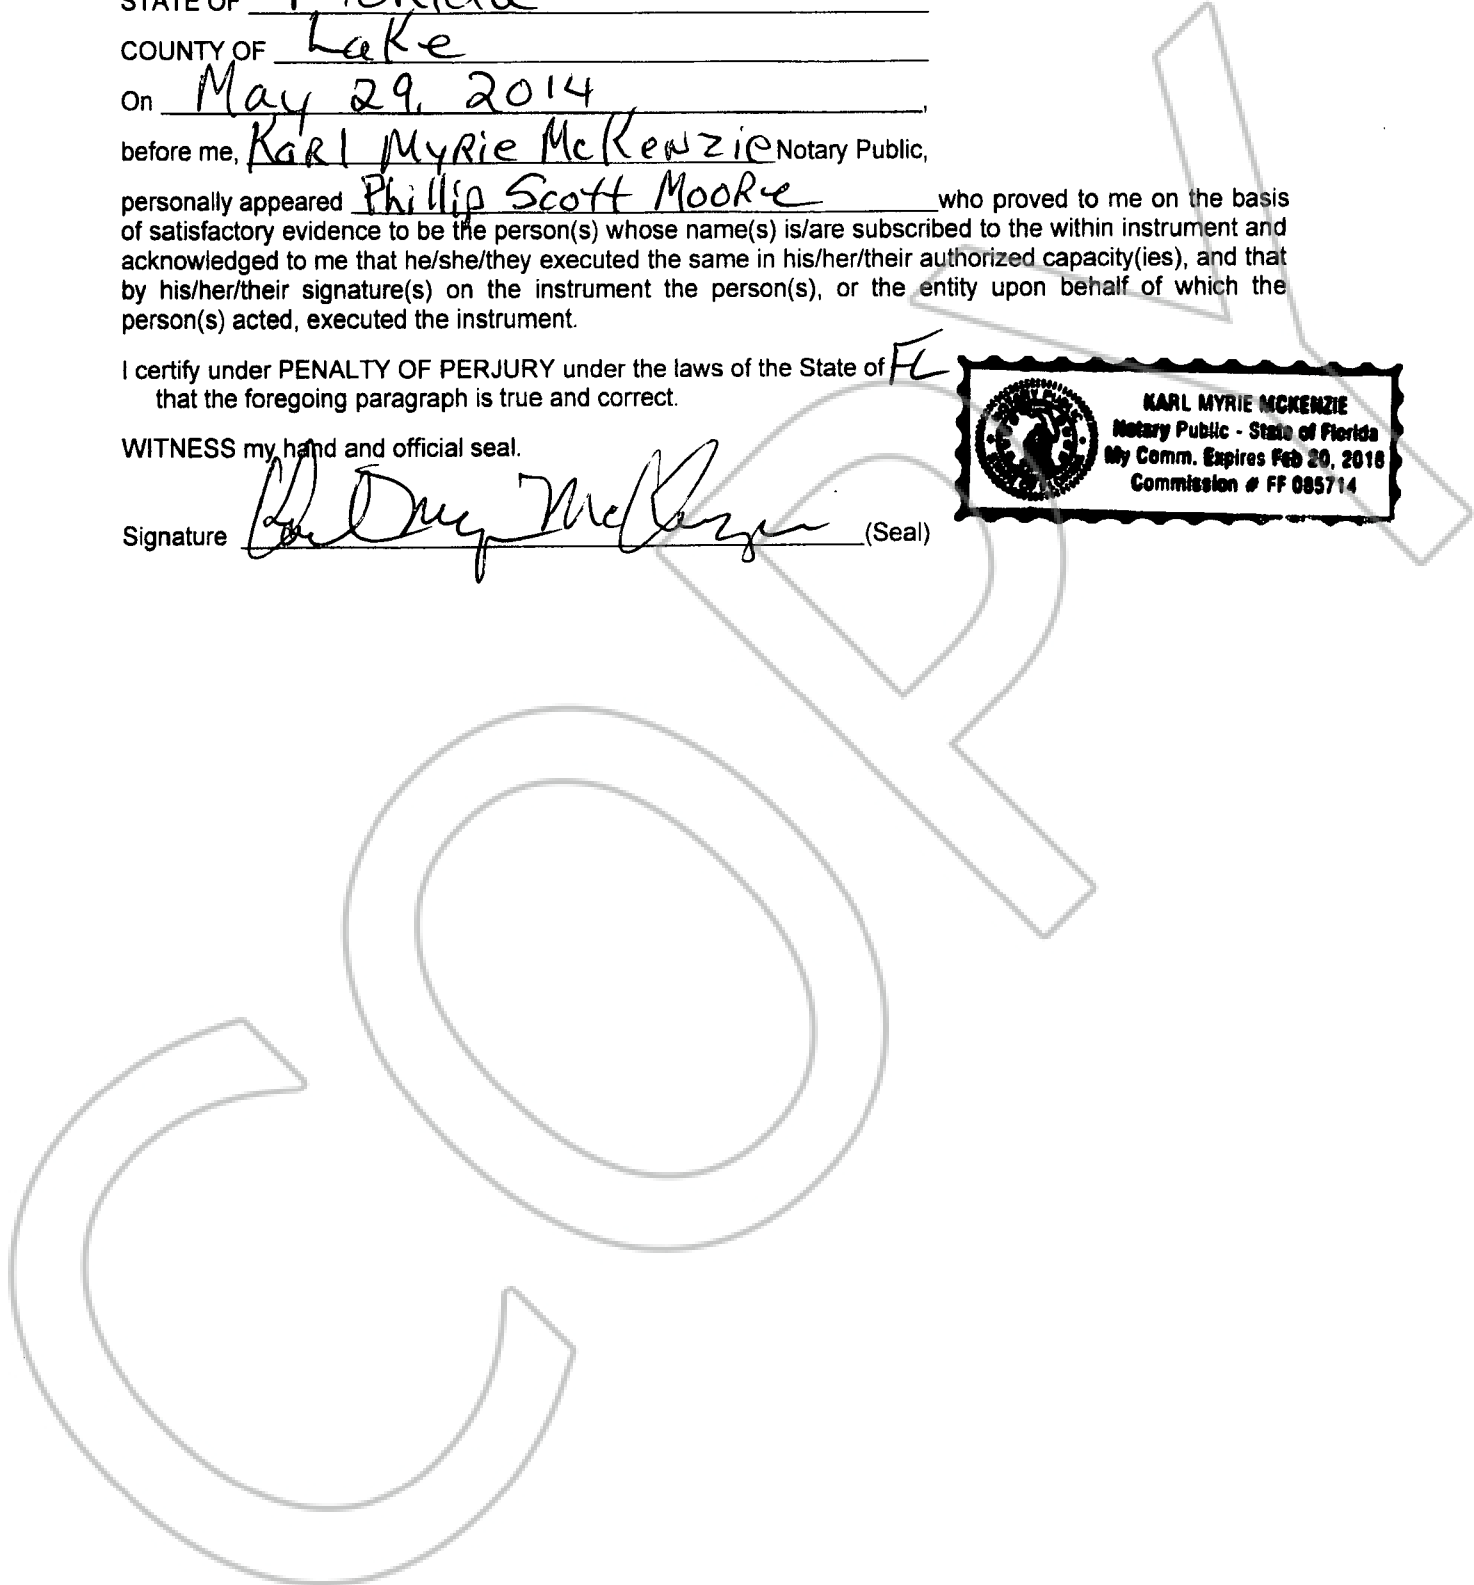 STATE OF Florida
COUNTY OF Lake
On May 29, 2014,
before me, Karl Myrie McKenzie Notary Public,
personally appeared Phillip Scott Moore who proved to me on the basis
of satisfactory evidence to be the person(s) whose name(s) is/are subscribed to the within instrument and
acknowledged to me that he/she/they executed the same in his/her/their authorized capacity(ies), and that
by his/her/their signature(s) on the instrument the person(s), or the entity upon behalf of which the
person(s) acted, executed the instrument.
I certify under PENALTY OF PERJURY under the laws of the State of FL
that the foregoing paragraph is true and correct.
KARL MYRIE MCKENZIE
Notary Public - State of Florida
My Comm. Expires Feb 20, 2018
Commission # FF 085714
WITNESS my hand and official seal.
Signature Karl Myrie McKenzie (Seal)
COPY